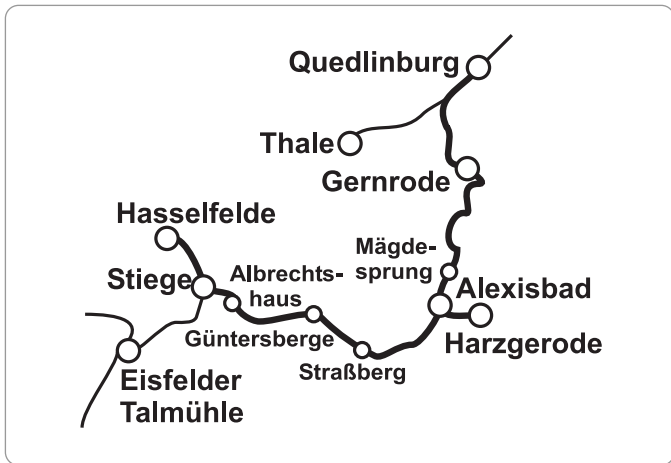 Quedlinburg
Thale
Gernrode
Hasselfelde
Mägde-
sprung
Stiege
Albrechts-
haus
Alexisbad
Güntersberge
Harzgerode
Straßberg
Eisfelder
Talmühle